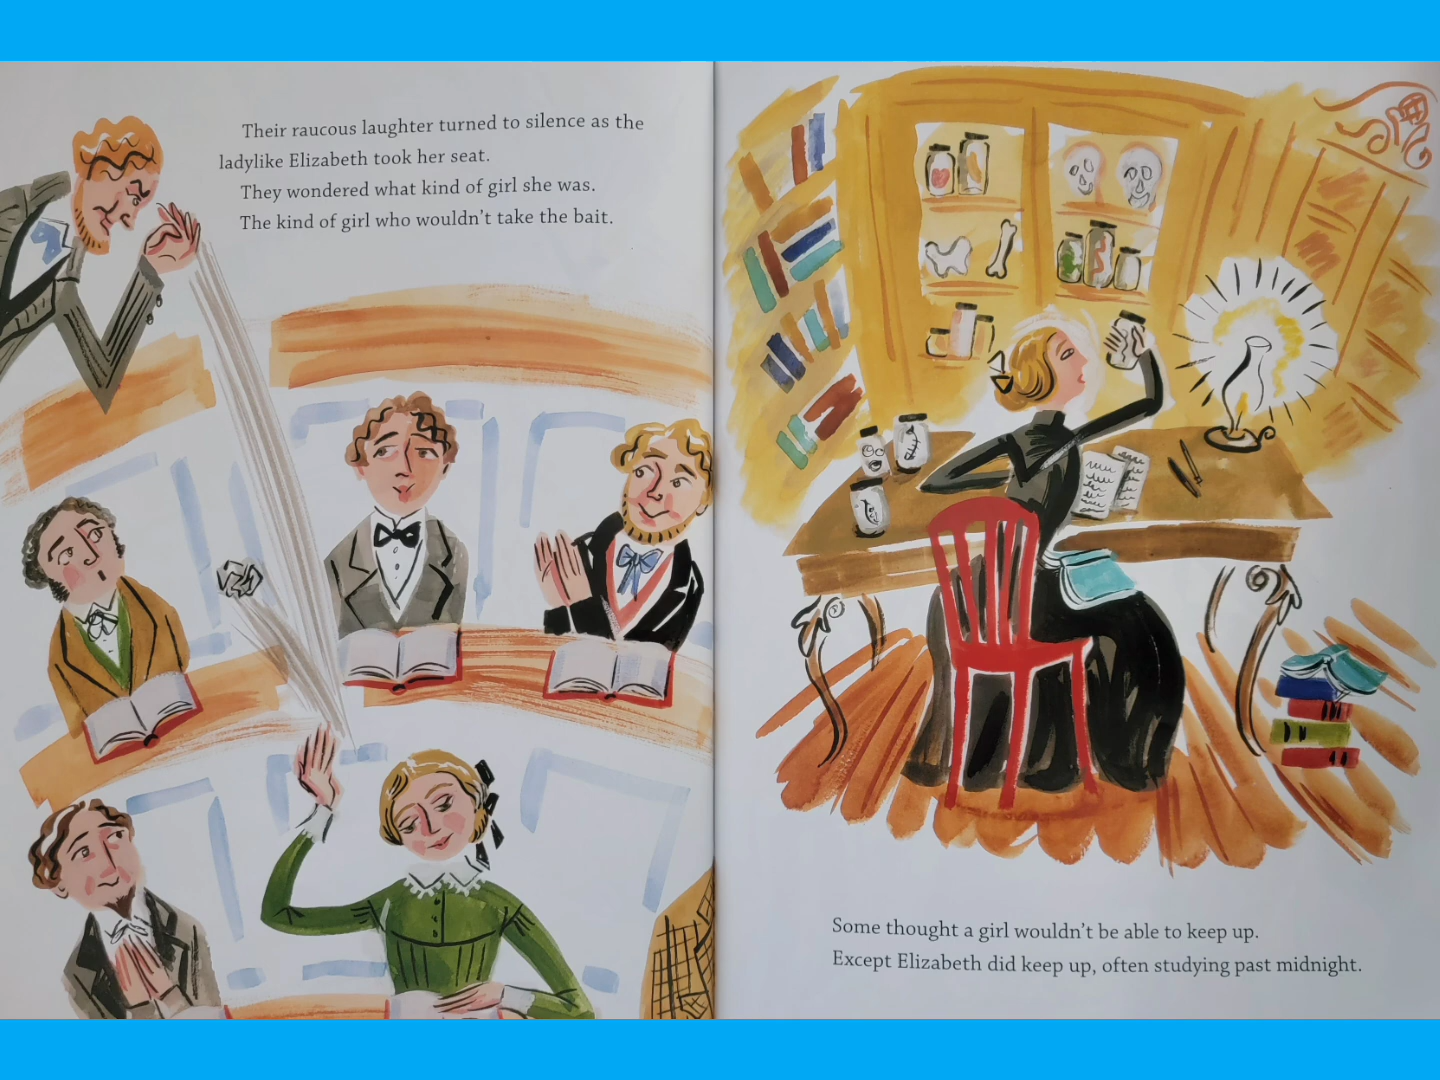 Their raucous laughter turned to silence as the
ladylike Elizabeth took her seat.
They wondered what kind of girl she was.
The kind of girl who wouldn't take the bait.
Some thought a girl wouldn't be able to keep up.
Except Elizabeth did keep up, often studying past midnight.